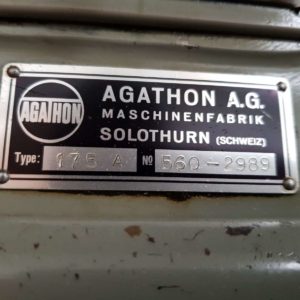 AGATHON
AGATHON A.G.
MASCHINENFABRIK
SOLOTHURN (SCHWEIZ)
Type: 175 A № 560-2989